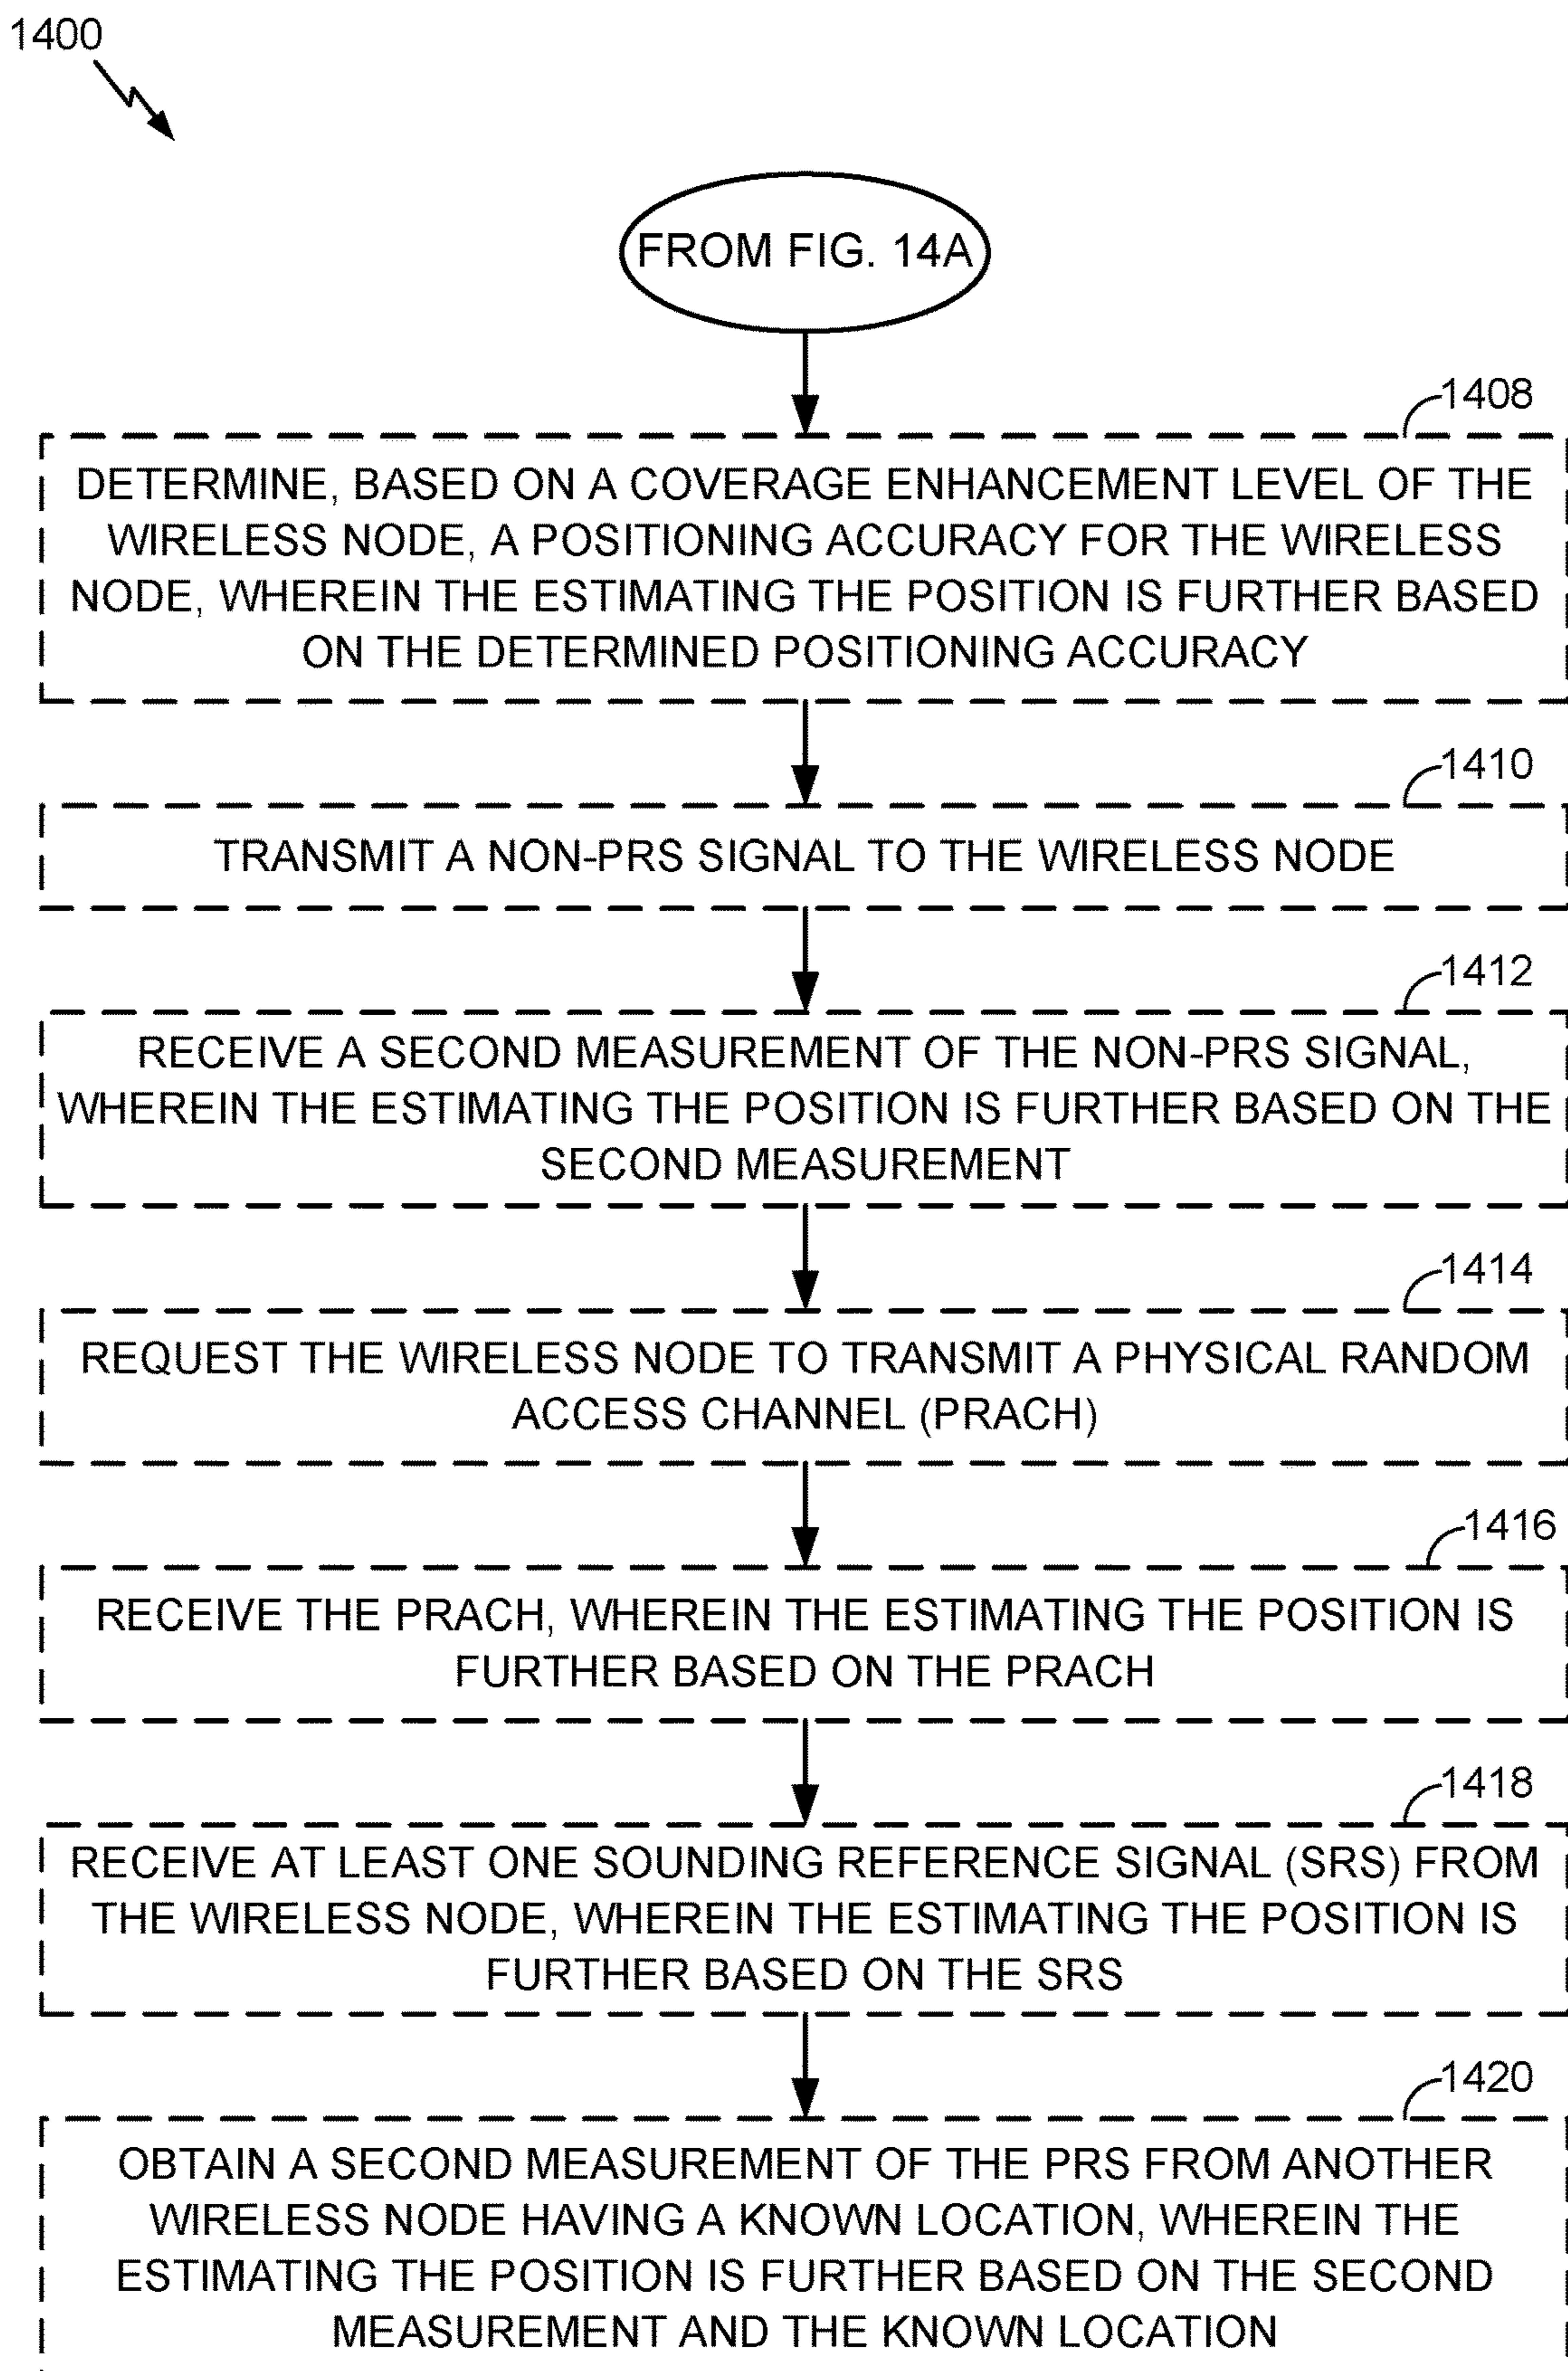 1400
FROM FIG. 14A
1408
DETERMINE, BASED ON A COVERAGE ENHANCEMENT LEVEL OF THE
WIRELESS NODE, A POSITIONING ACCURACY FOR THE WIRELESS
NODE, WHEREIN THE ESTIMATING THE POSITION IS FURTHER BASED
ON THE DETERMINED POSITIONING ACCURACY
1410
TRANSMIT A NON-PRS SIGNAL TO THE WIRELESS NODE
1412
RECEIVE A SECOND MEASUREMENT OF THE NON-PRS SIGNAL,
WHEREIN THE ESTIMATING THE POSITION IS FURTHER BASED ON THE
SECOND MEASUREMENT
1414
REQUEST THE WIRELESS NODE TO TRANSMIT A PHYSICAL RANDOM
ACCESS CHANNEL (PRACH)
1416
RECEIVE THE PRACH, WHEREIN THE ESTIMATING THE POSITION IS
FURTHER BASED ON THE PRACH
1418
RECEIVE AT LEAST ONE SOUNDING REFERENCE SIGNAL (SRS) FROM
THE WIRELESS NODE, WHEREIN THE ESTIMATING THE POSITION IS
FURTHER BASED ON THE SRS
1420
OBTAIN A SECOND MEASUREMENT OF THE PRS FROM ANOTHER
WIRELESS NODE HAVING A KNOWN LOCATION, WHEREIN THE
ESTIMATING THE POSITION IS FURTHER BASED ON THE SECOND
MEASUREMENT AND THE KNOWN LOCATION